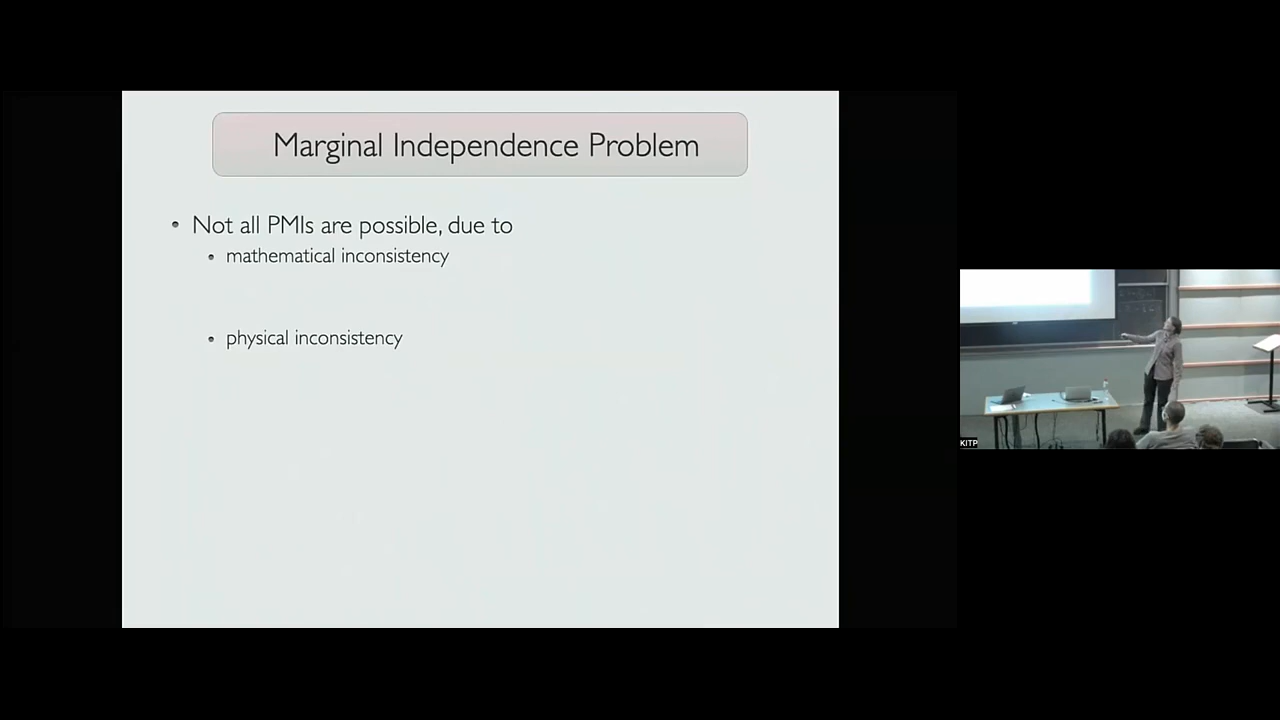 Marginal Independence Problem
• Not all PMIs are possible, due to
• mathematical inconsistency
• physical inconsistency
KITP